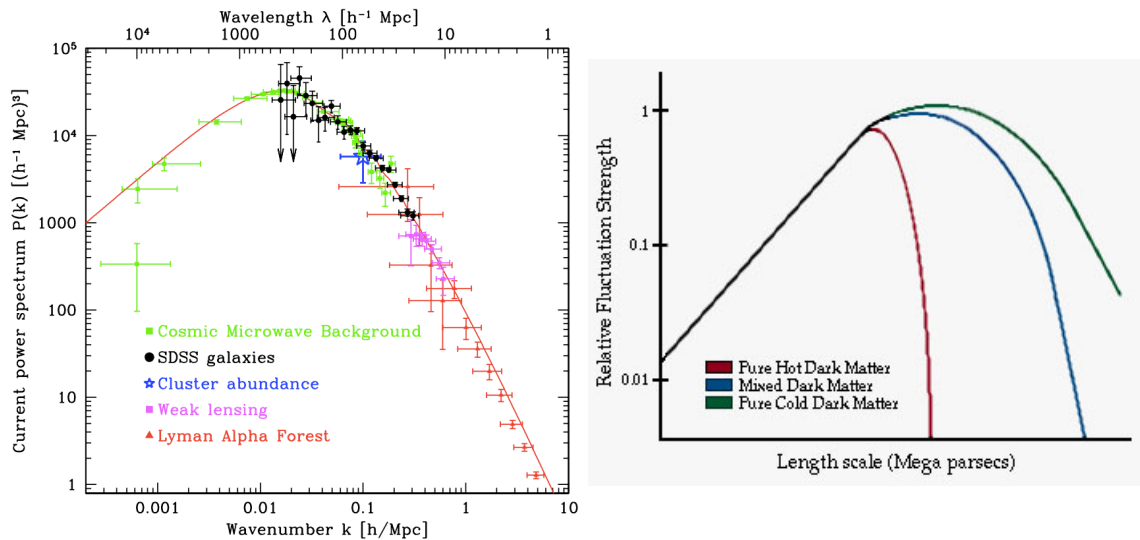 Wavelength λ [h⁻¹ Mpc]
10⁴ 1000 100 10 1
10⁵
10⁴
1000
100
10
1
Current power spectrum P(k) [(h⁻¹ Mpc)³]
Cosmic Microwave Background
SDSS galaxies
Cluster abundance
Weak lensing
Lyman Alpha Forest
0.001 0.01 0.1 1 10
Wavenumber k [h/Mpc]
Relative Fluctuation Strength
1
0.1
0.01
Pure Hot Dark Matter
Mixed Dark Matter
Pure Cold Dark Matter
Length scale (Mega parsecs)